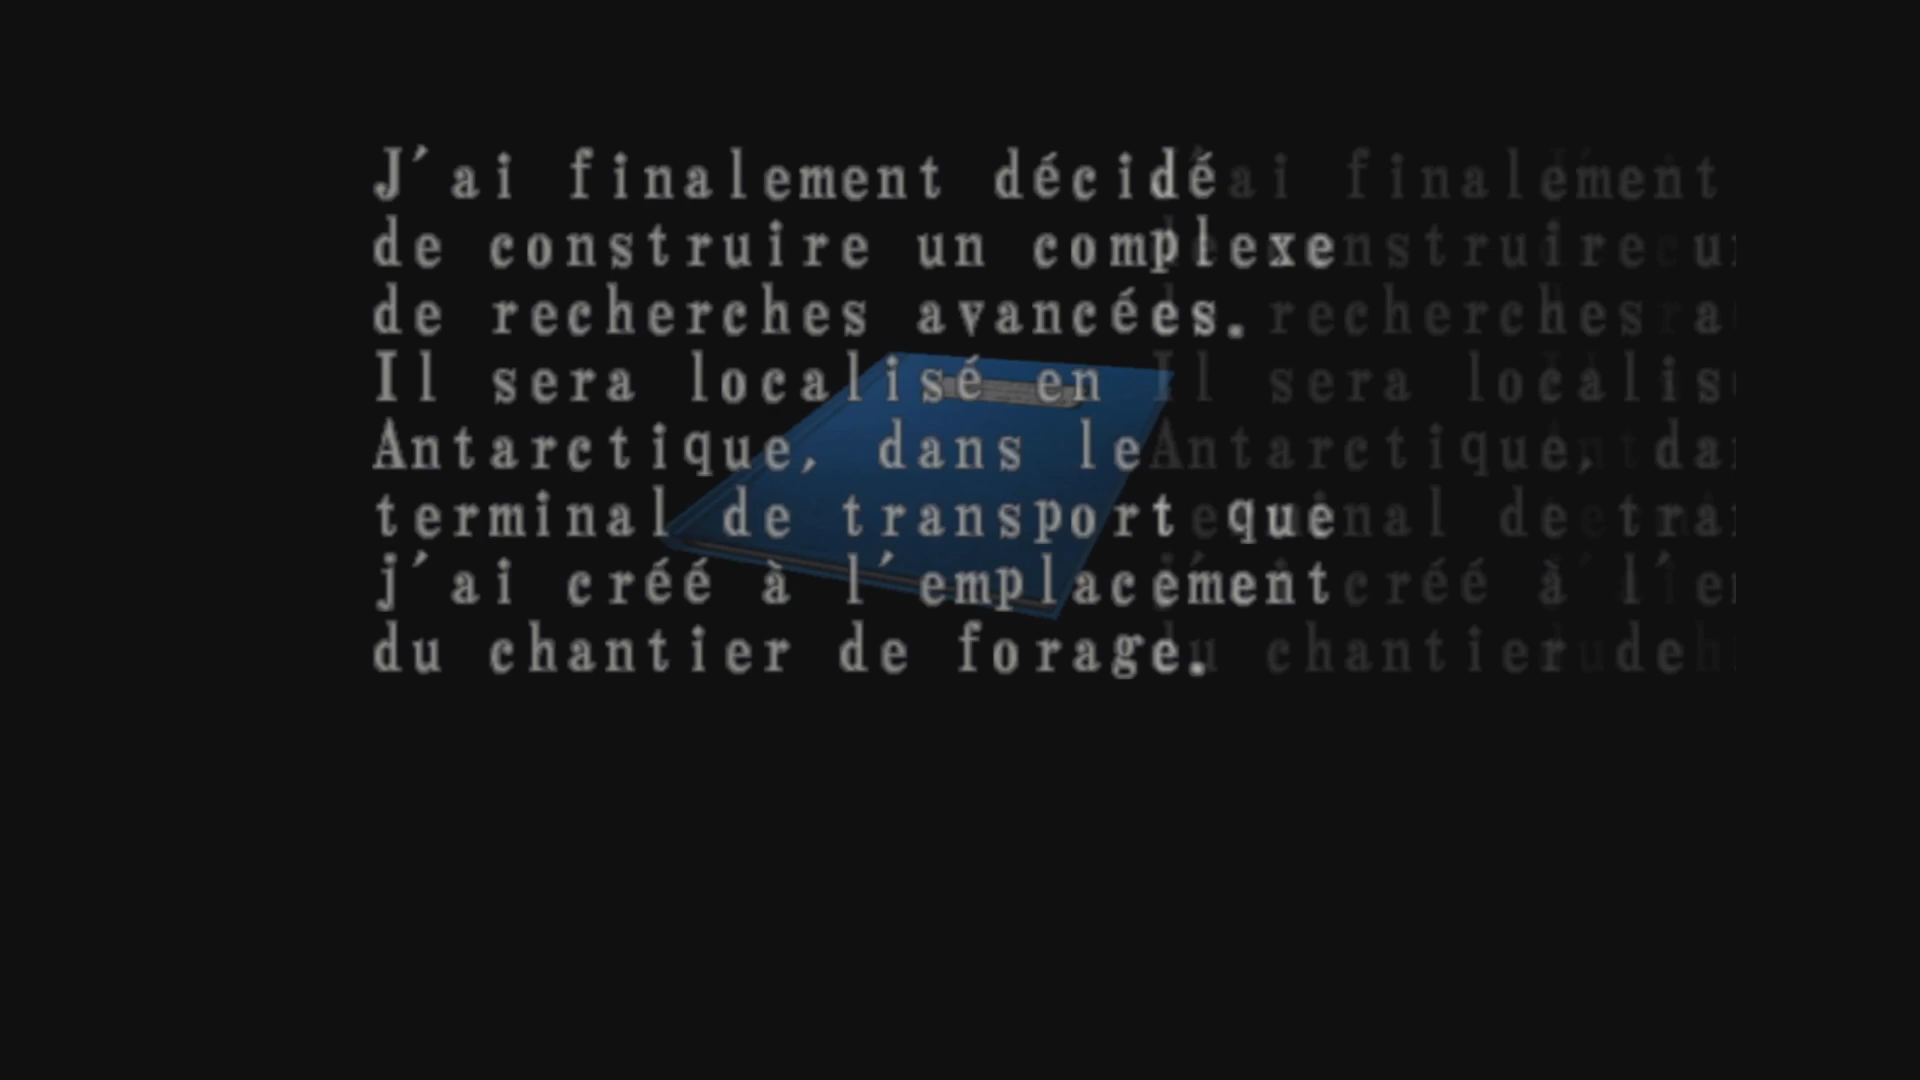 J'ai finalement décidé
de construire un complexe
de recherches avancées.
Il sera localisé en
Antarctique, dans le
terminal de transport que
j'ai créé à l'emplacement
du chantier de forage.